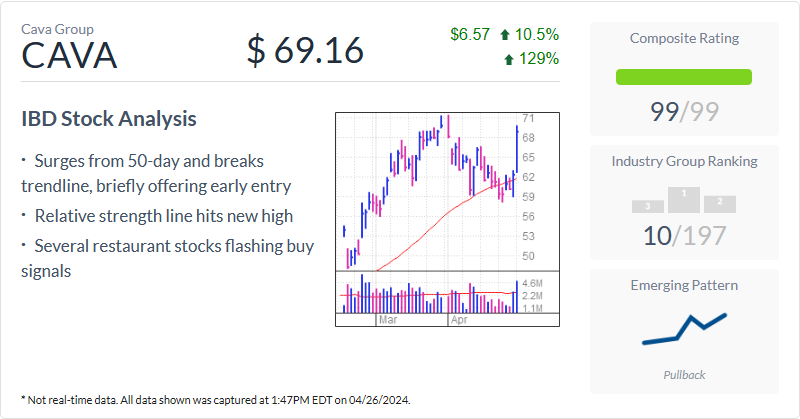 Cava Group
CAVA
$ 69.16
$6.57 10.5%
129%
IBD Stock Analysis
· Surges from 50-day and breaks
trendline, briefly offering early entry
· Relative strength line hits new high
· Several restaurant stocks flashing buy
signals
71
68
65
62
59
56
53
50
4.6M
2.2M
1.1M
Mar Apr
Composite Rating
99/99
Industry Group Ranking
3 1 2
10/197
Emerging Pattern
Pullback
* Not real-time data. All data shown was captured at 1:47PM EDT on 04/26/2024.